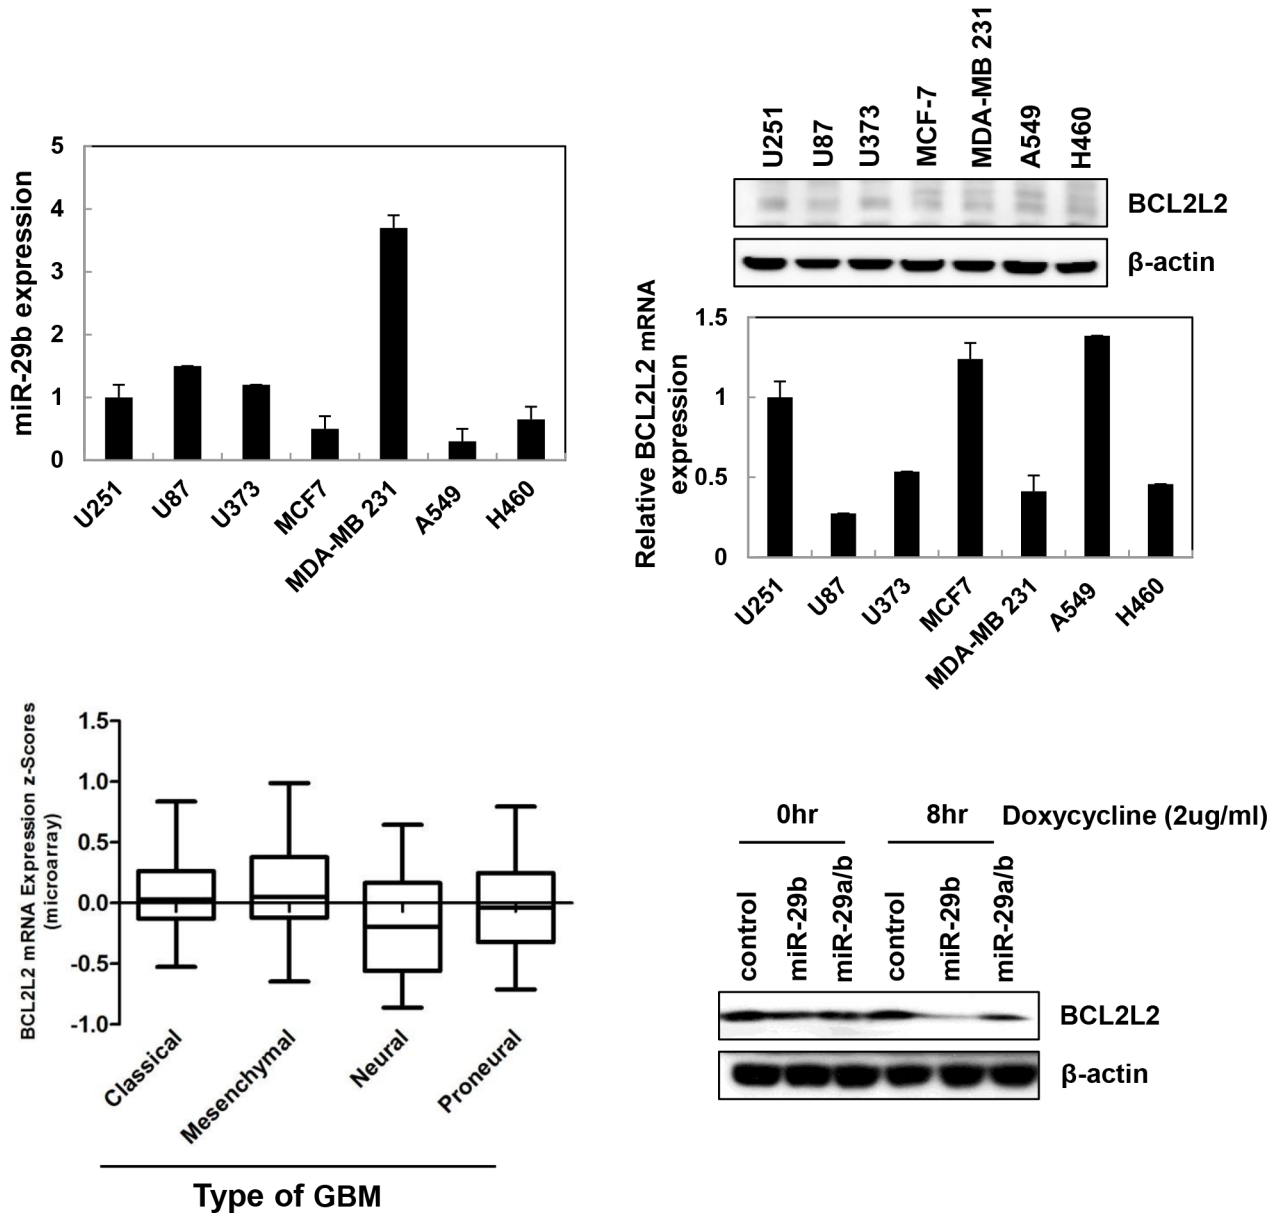 5
4
3
2
1
0
miR-29b expression
U251
U87
U373
MCF7
MDA-MB 231
A549
H460
U251
U87
U373
MCF-7
MDA-MB 231
A549
H460
BCL2L2
β-actin
Relative BCL2L2 mRNA
expression
1.5
1
0.5
0
U251
U87
U373
MCF7
MDA-MB 231
A549
H460
BCL2L2 mRNA Expression z-Scores
(microarray)
1.5
1.0
0.5
0.0
-0.5
-1.0
Classical
Mesenchymal
Neural
Proneural
Type of GBM
0hr 8hr Doxycycline (2ug/ml)
control
miR-29b
miR-29a/b
control
miR-29b
miR-29a/b
BCL2L2
β-actin